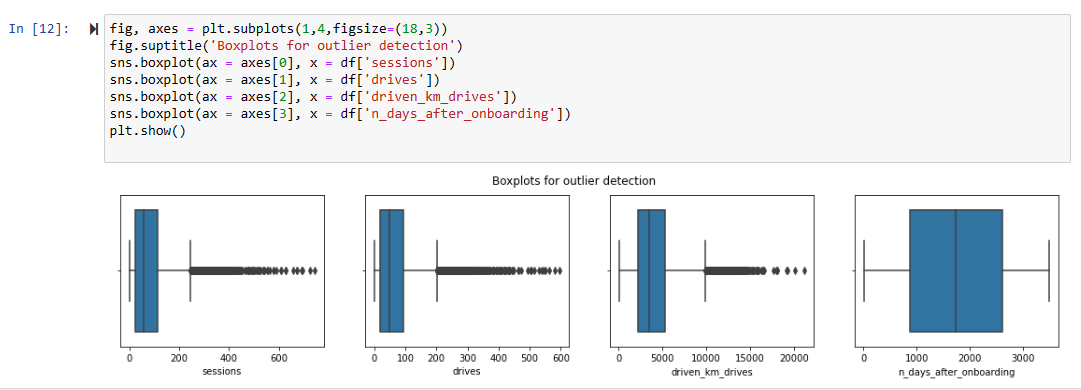 In [12]:
fig, axes = plt.subplots(1,4,figsize=(18,3))
fig.suptitle('Boxplots for outlier detection')
sns.boxplot(ax = axes[0], x = df['sessions'])
sns.boxplot(ax = axes[1], x = df['drives'])
sns.boxplot(ax = axes[2], x = df['driven_km_drives'])
sns.boxplot(ax = axes[3], x = df['n_days_after_onboarding'])
plt.show()
Boxplots for outlier detection
0 200 400 600
sessions
0 100 200 300 400 500 600
drives
0 5000 10000 15000 20000
driven_km_drives
0 1000 2000 3000
n_days_after_onboarding